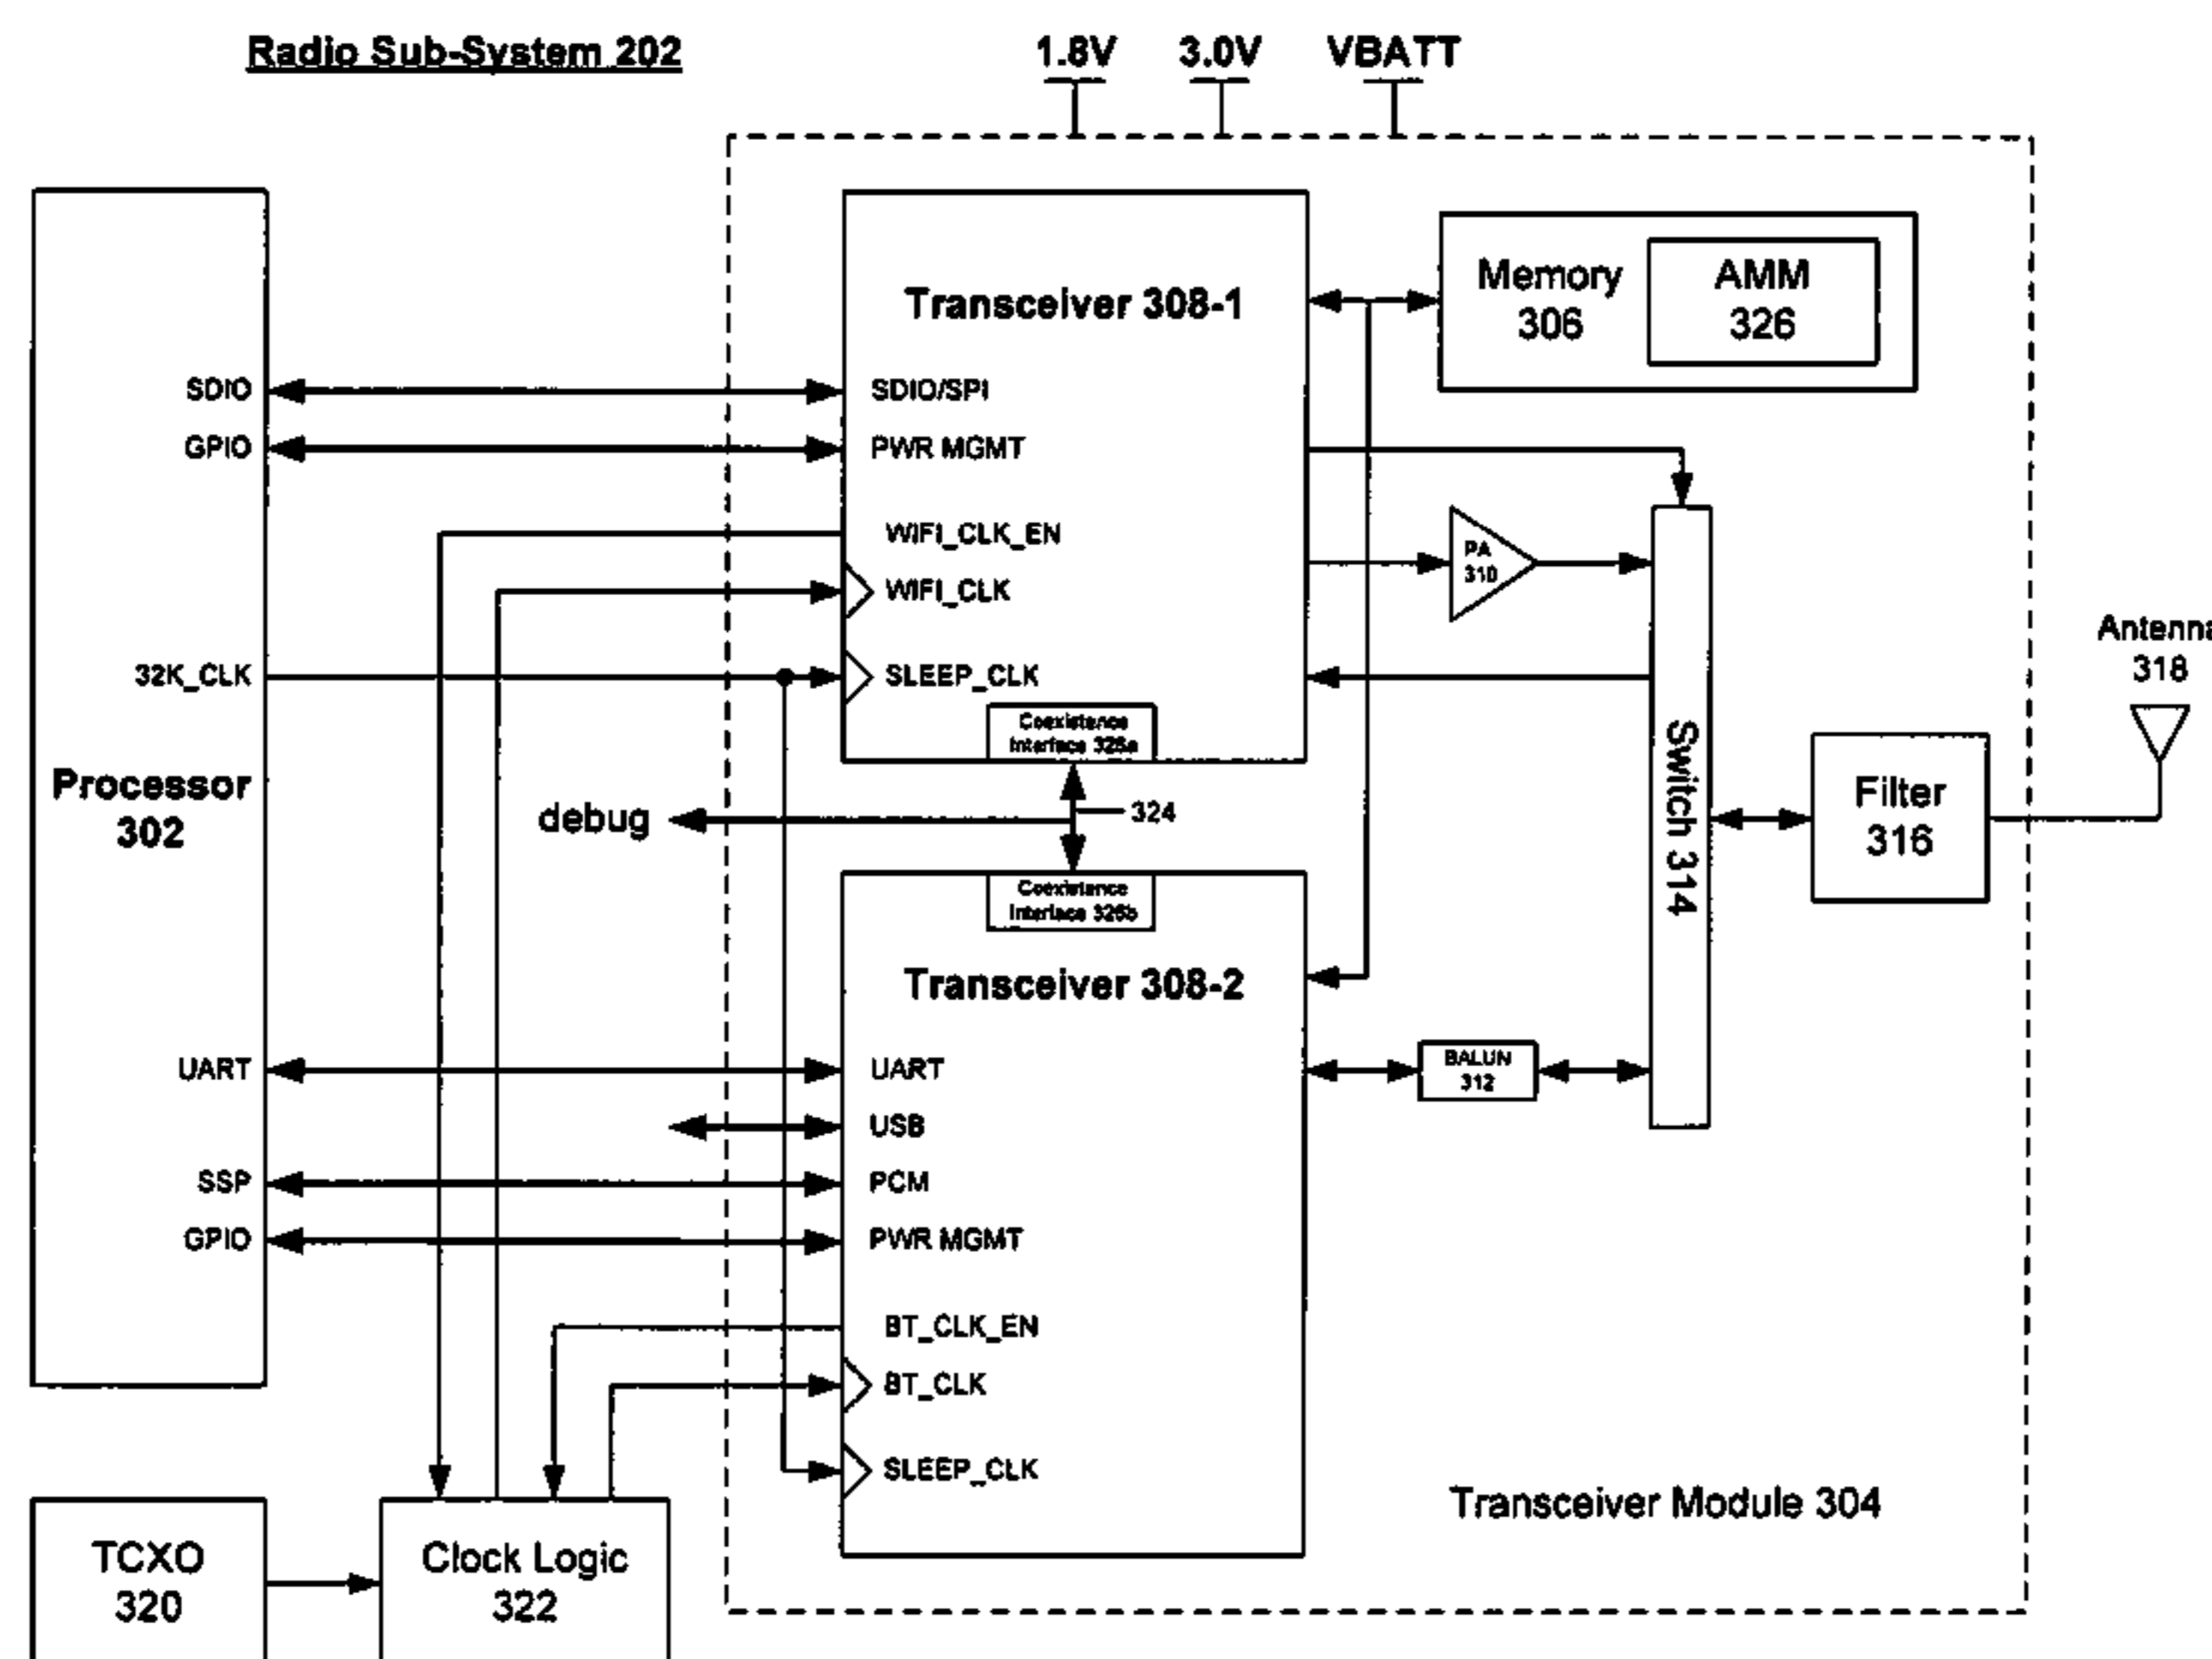 Radio Sub-System 202
1.8V
3.0V
VBATT
Processor
302
SDIO
GPIO
32K_CLK
UART
SSP
GPIO
Transceiver 308-1
SDIO/SPI
PWR MGMT
WIFI_CLK_EN
WIFI_CLK
SLEEP_CLK
Coexistence
Interface 326a
debug
324
Coexistence
Interface 326b
Transceiver 308-2
UART
USB
PCM
PWR MGMT
BT_CLK_EN
BT_CLK
SLEEP_CLK
Memory
306
AMM
326
PA
310
Switch 314
BALUN
312
Filter
316
Antenna
318
Transceiver Module 304
TCXO
320
Clock Logic
322